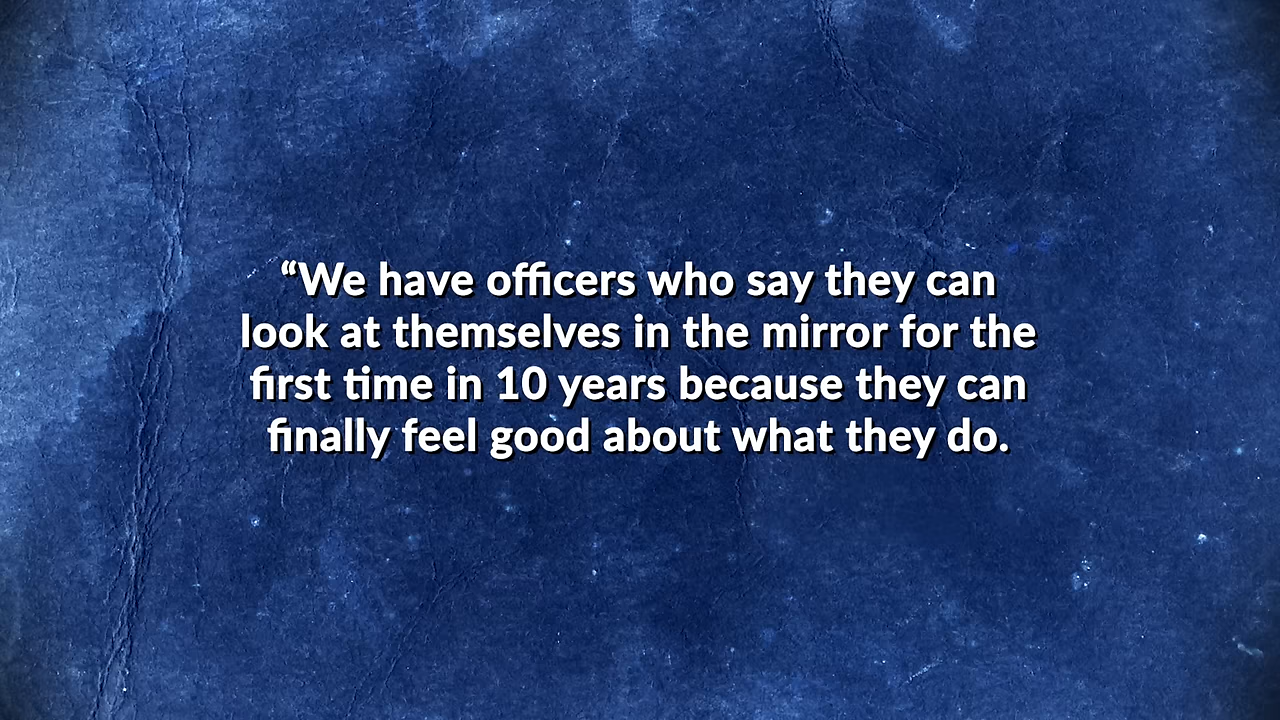 “We have officers who say they can
look at themselves in the mirror for the
first time in 10 years because they can
finally feel good about what they do.